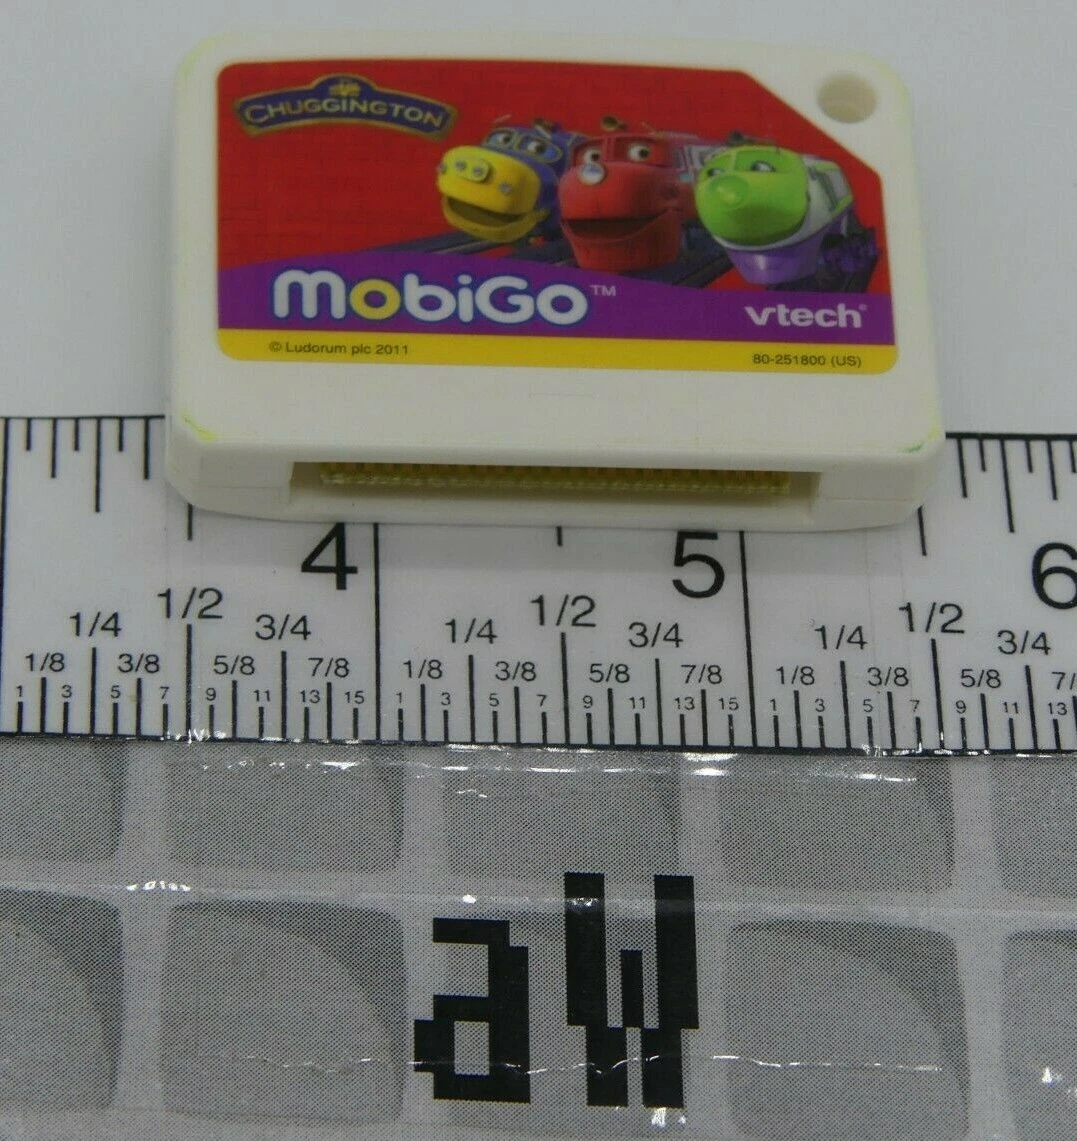 CHUGGINGTON
MobiGo™
vtech®
© Ludorum plc 2011
80-251800 (US)
4 5 6
1/2 1/2 1/2
1/4 3/4 1/4 3/4 1/4 3/4
1/8 3/8 5/8 7/8 1/8 3/8 5/8 7/8 1/8 3/8 5/8 7/
1 3 5 7 9 11 13 15 1 3 5 7 9 11 13 15 1 3 5 7 9 11 13
aW